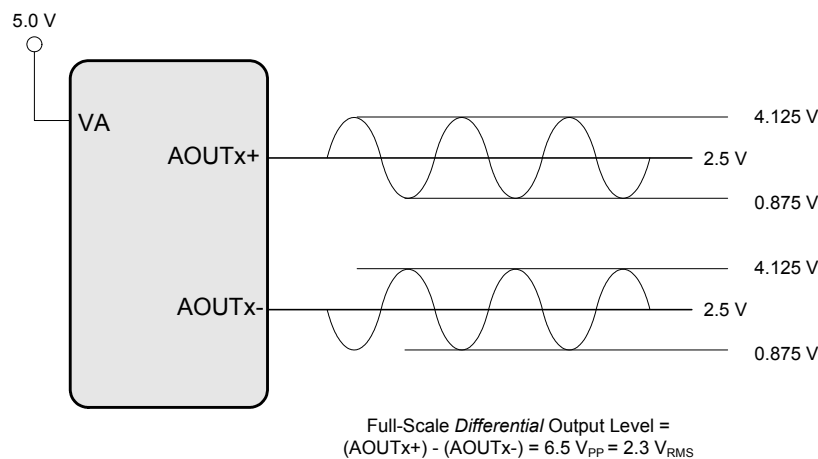 5.0 V
VA
AOUTx+
4.125 V
2.5 V
0.875 V
AOUTx-
4.125 V
2.5 V
0.875 V
Full-Scale Differential Output Level =
(AOUTx+) - (AOUTx-) = 6.5 VPP = 2.3 VRMS